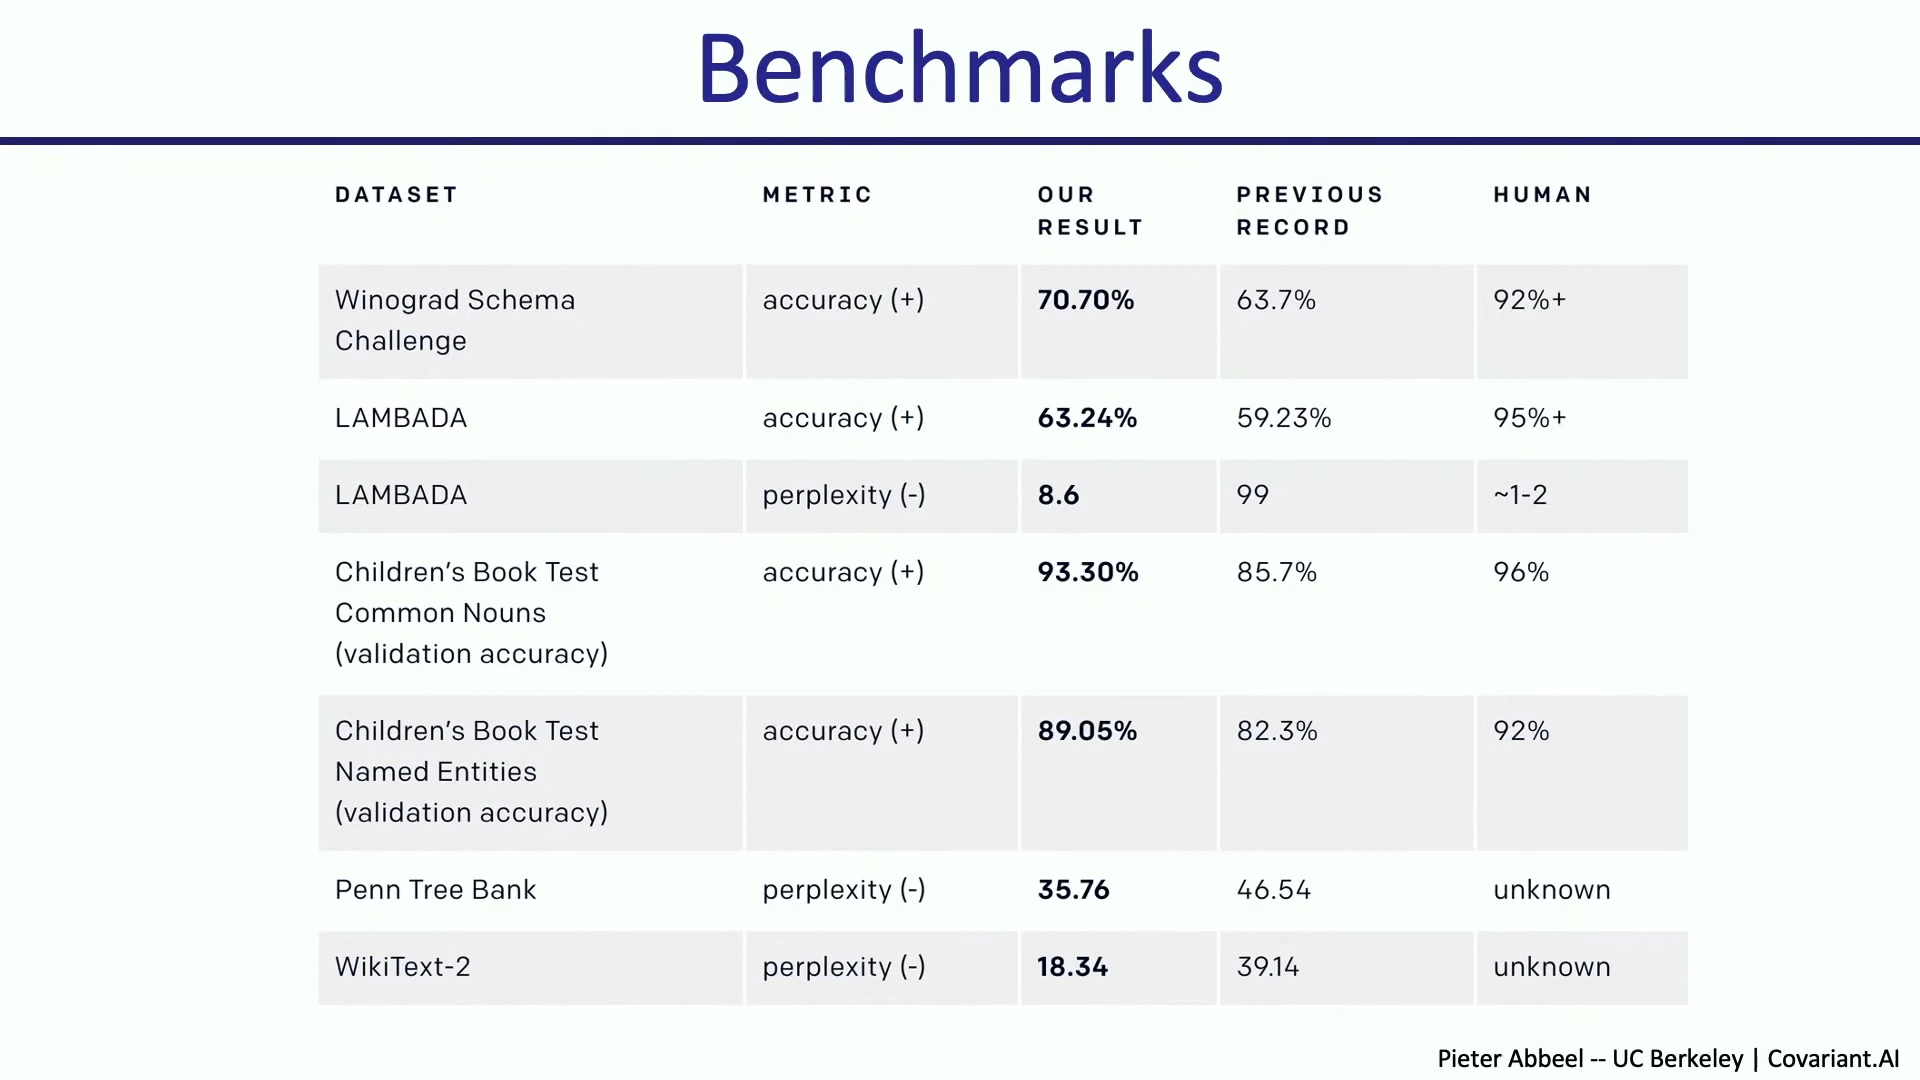 Benchmarks
DATASET METRIC OUR RESULT PREVIOUS RECORD HUMAN
Winograd Schema Challenge accuracy (+) 70.70% 63.7% 92%+
LAMBADA accuracy (+) 63.24% 59.23% 95%+
LAMBADA perplexity (-) 8.6 99 ~1-2
Children’s Book Test Common Nouns (validation accuracy) accuracy (+) 93.30% 85.7% 96%
Children’s Book Test Named Entities (validation accuracy) accuracy (+) 89.05% 82.3% 92%
Penn Tree Bank perplexity (-) 35.76 46.54 unknown
WikiText-2 perplexity (-) 18.34 39.14 unknown
Pieter Abbeel -- UC Berkeley | Covariant.AI